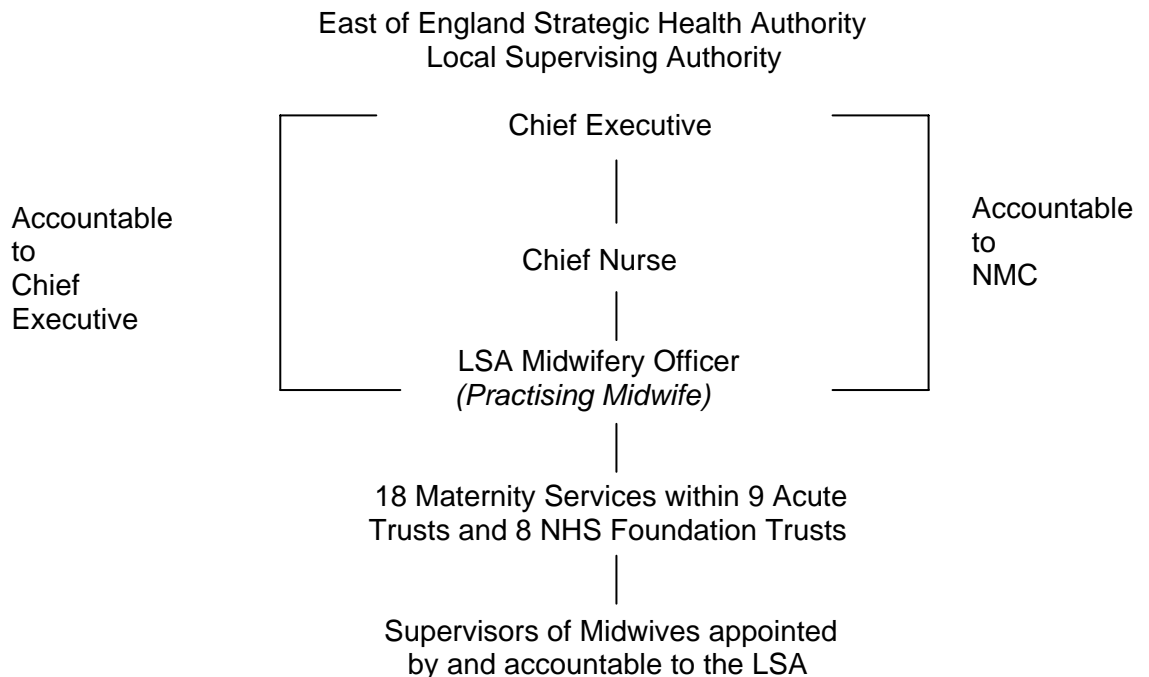 East of England Strategic Health Authority
Local Supervising Authority
Chief Executive
Accountable
to
Chief
Executive
Accountable
to
NMC
Chief Nurse
LSA Midwifery Officer
(Practising Midwife)
18 Maternity Services within 9 Acute
Trusts and 8 NHS Foundation Trusts
Supervisors of Midwives appointed
by and accountable to the LSA